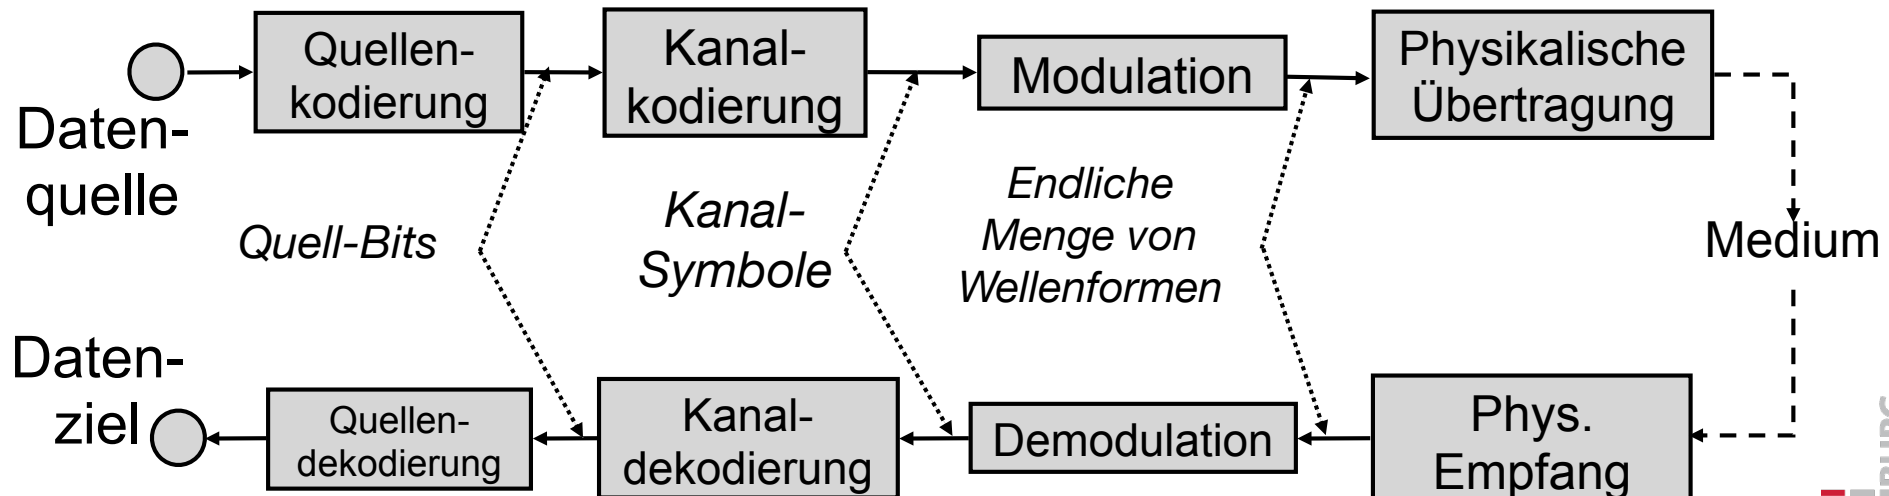 Quellen-
kodierung
Kanal-
kodierung
Modulation
Physikalische
Übertragung
Daten-
quelle
Quell-Bits
Kanal-
Symbole
Endliche
Menge von
Wellenformen
Medium
Daten-
ziel
Quellen-
dekodierung
Kanal-
dekodierung
Demodulation
Phys.
Empfang